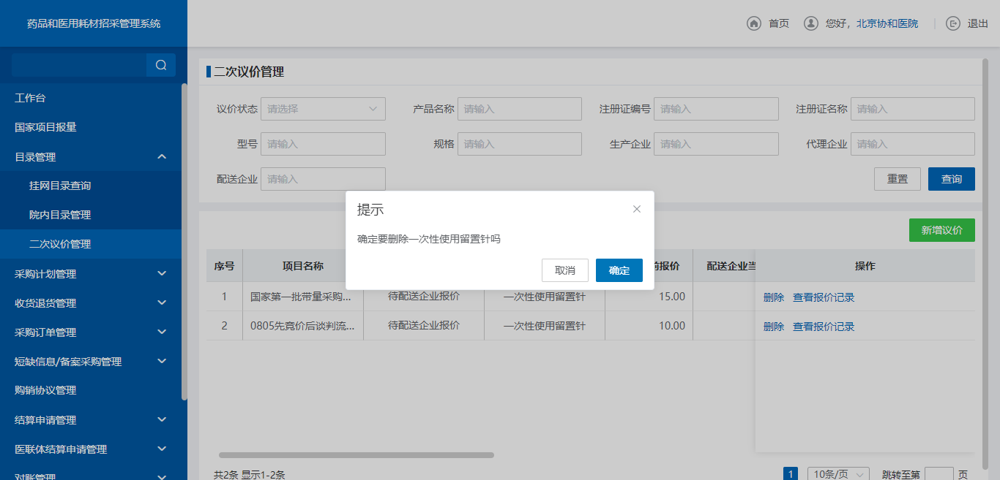 药品和医用耗材招采管理系统
首页 您好，北京协和医院 退出
工作台
国家项目报量
目录管理
挂网目录查询
院内目录管理
二次议价管理
采购计划管理
收货退货管理
采购订单管理
短缺信息/备案采购管理
购销协议管理
结算申请管理
医联体结算申请管理
对账管理
二次议价管理
议价状态 请选择 产品名称 请输入 注册证编号 请输入 注册证名称 请输入
型号 请输入 规格 请输入 生产企业 请输入 代理企业 请输入
配送企业 请输入 重置 查询
新增议价
提示
确定要删除一次性使用留置针吗
取消 确定
序号 项目名称 前报价 配送企业当 操作
1 国家第一批带量采购... 待配送企业报价 一次性使用留置针 15.00 删除 查看报价记录
2 0805先竞价后谈判流... 待配送企业报价 一次性使用留置针 10.00 删除 查看报价记录
共2条 显示1-2条 1 10条/页 跳转至第 页